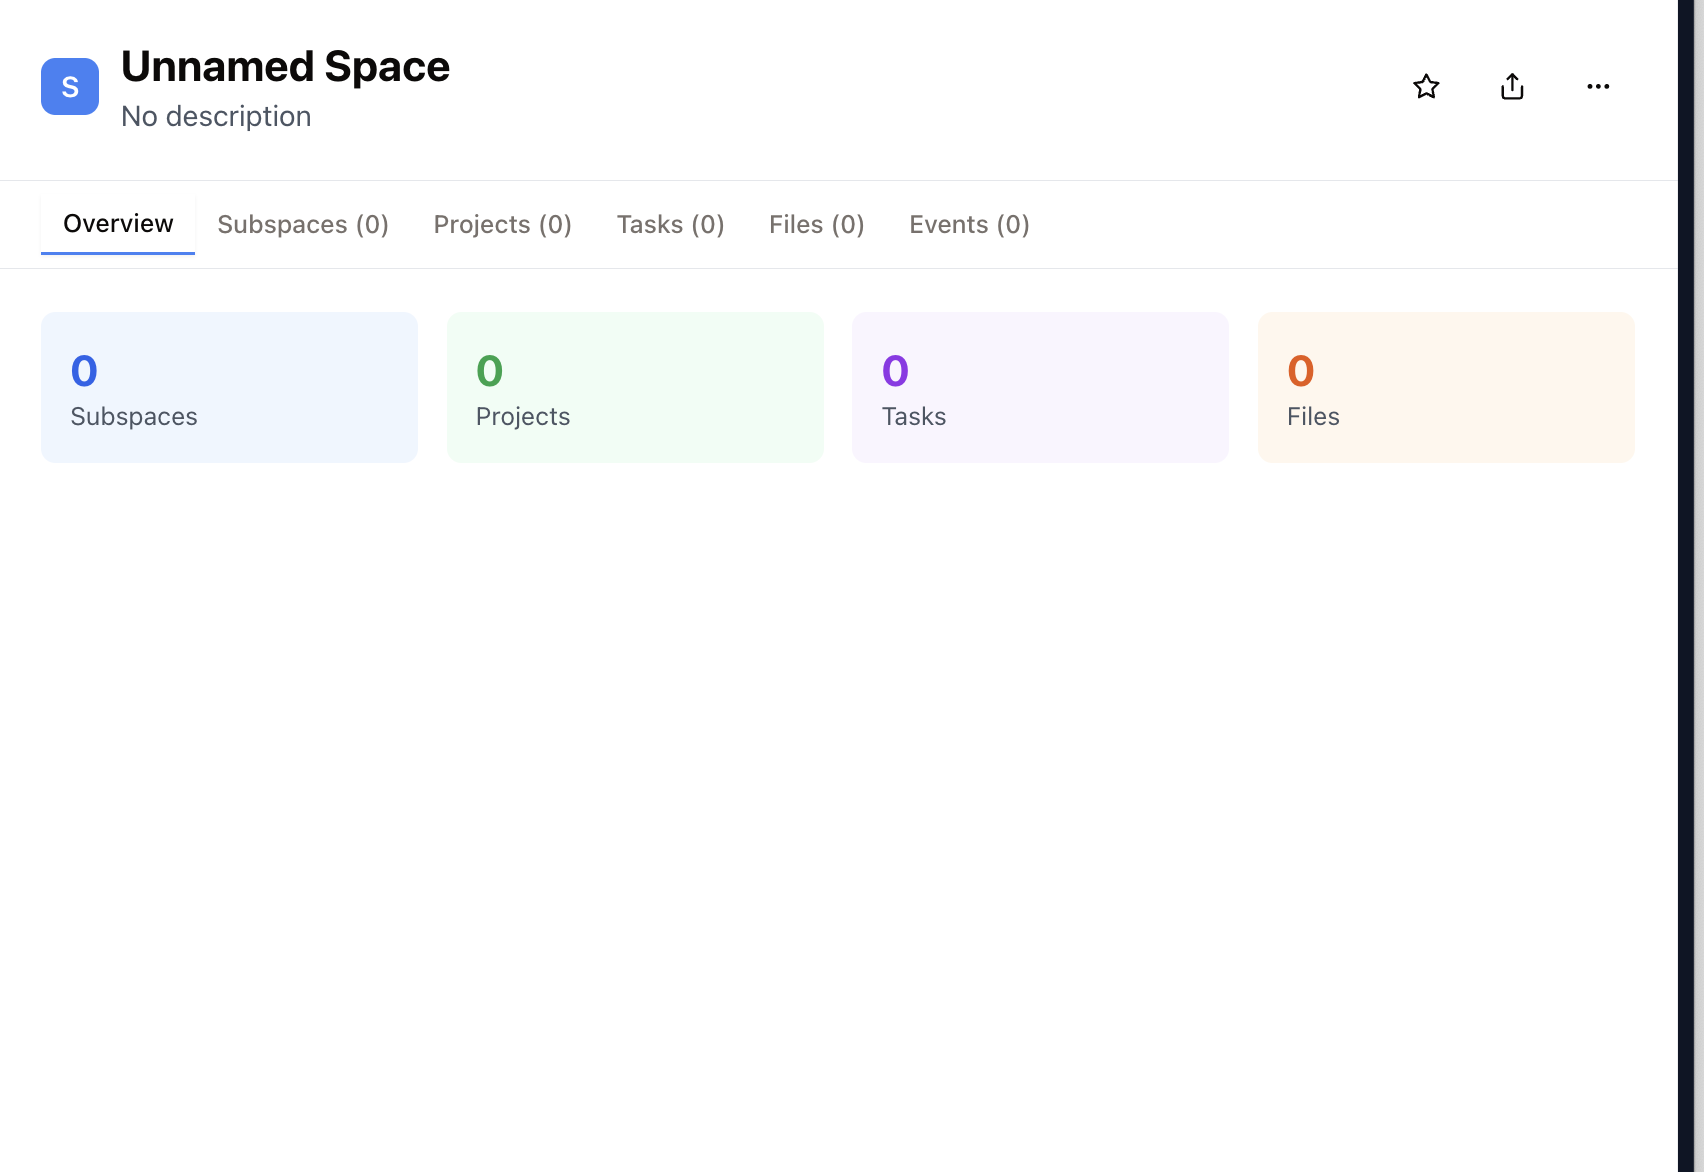 S
Unnamed Space
No description
Overview Subspaces (0) Projects (0) Tasks (0) Files (0) Events (0)
0
Subspaces
0
Projects
0
Tasks
0
Files